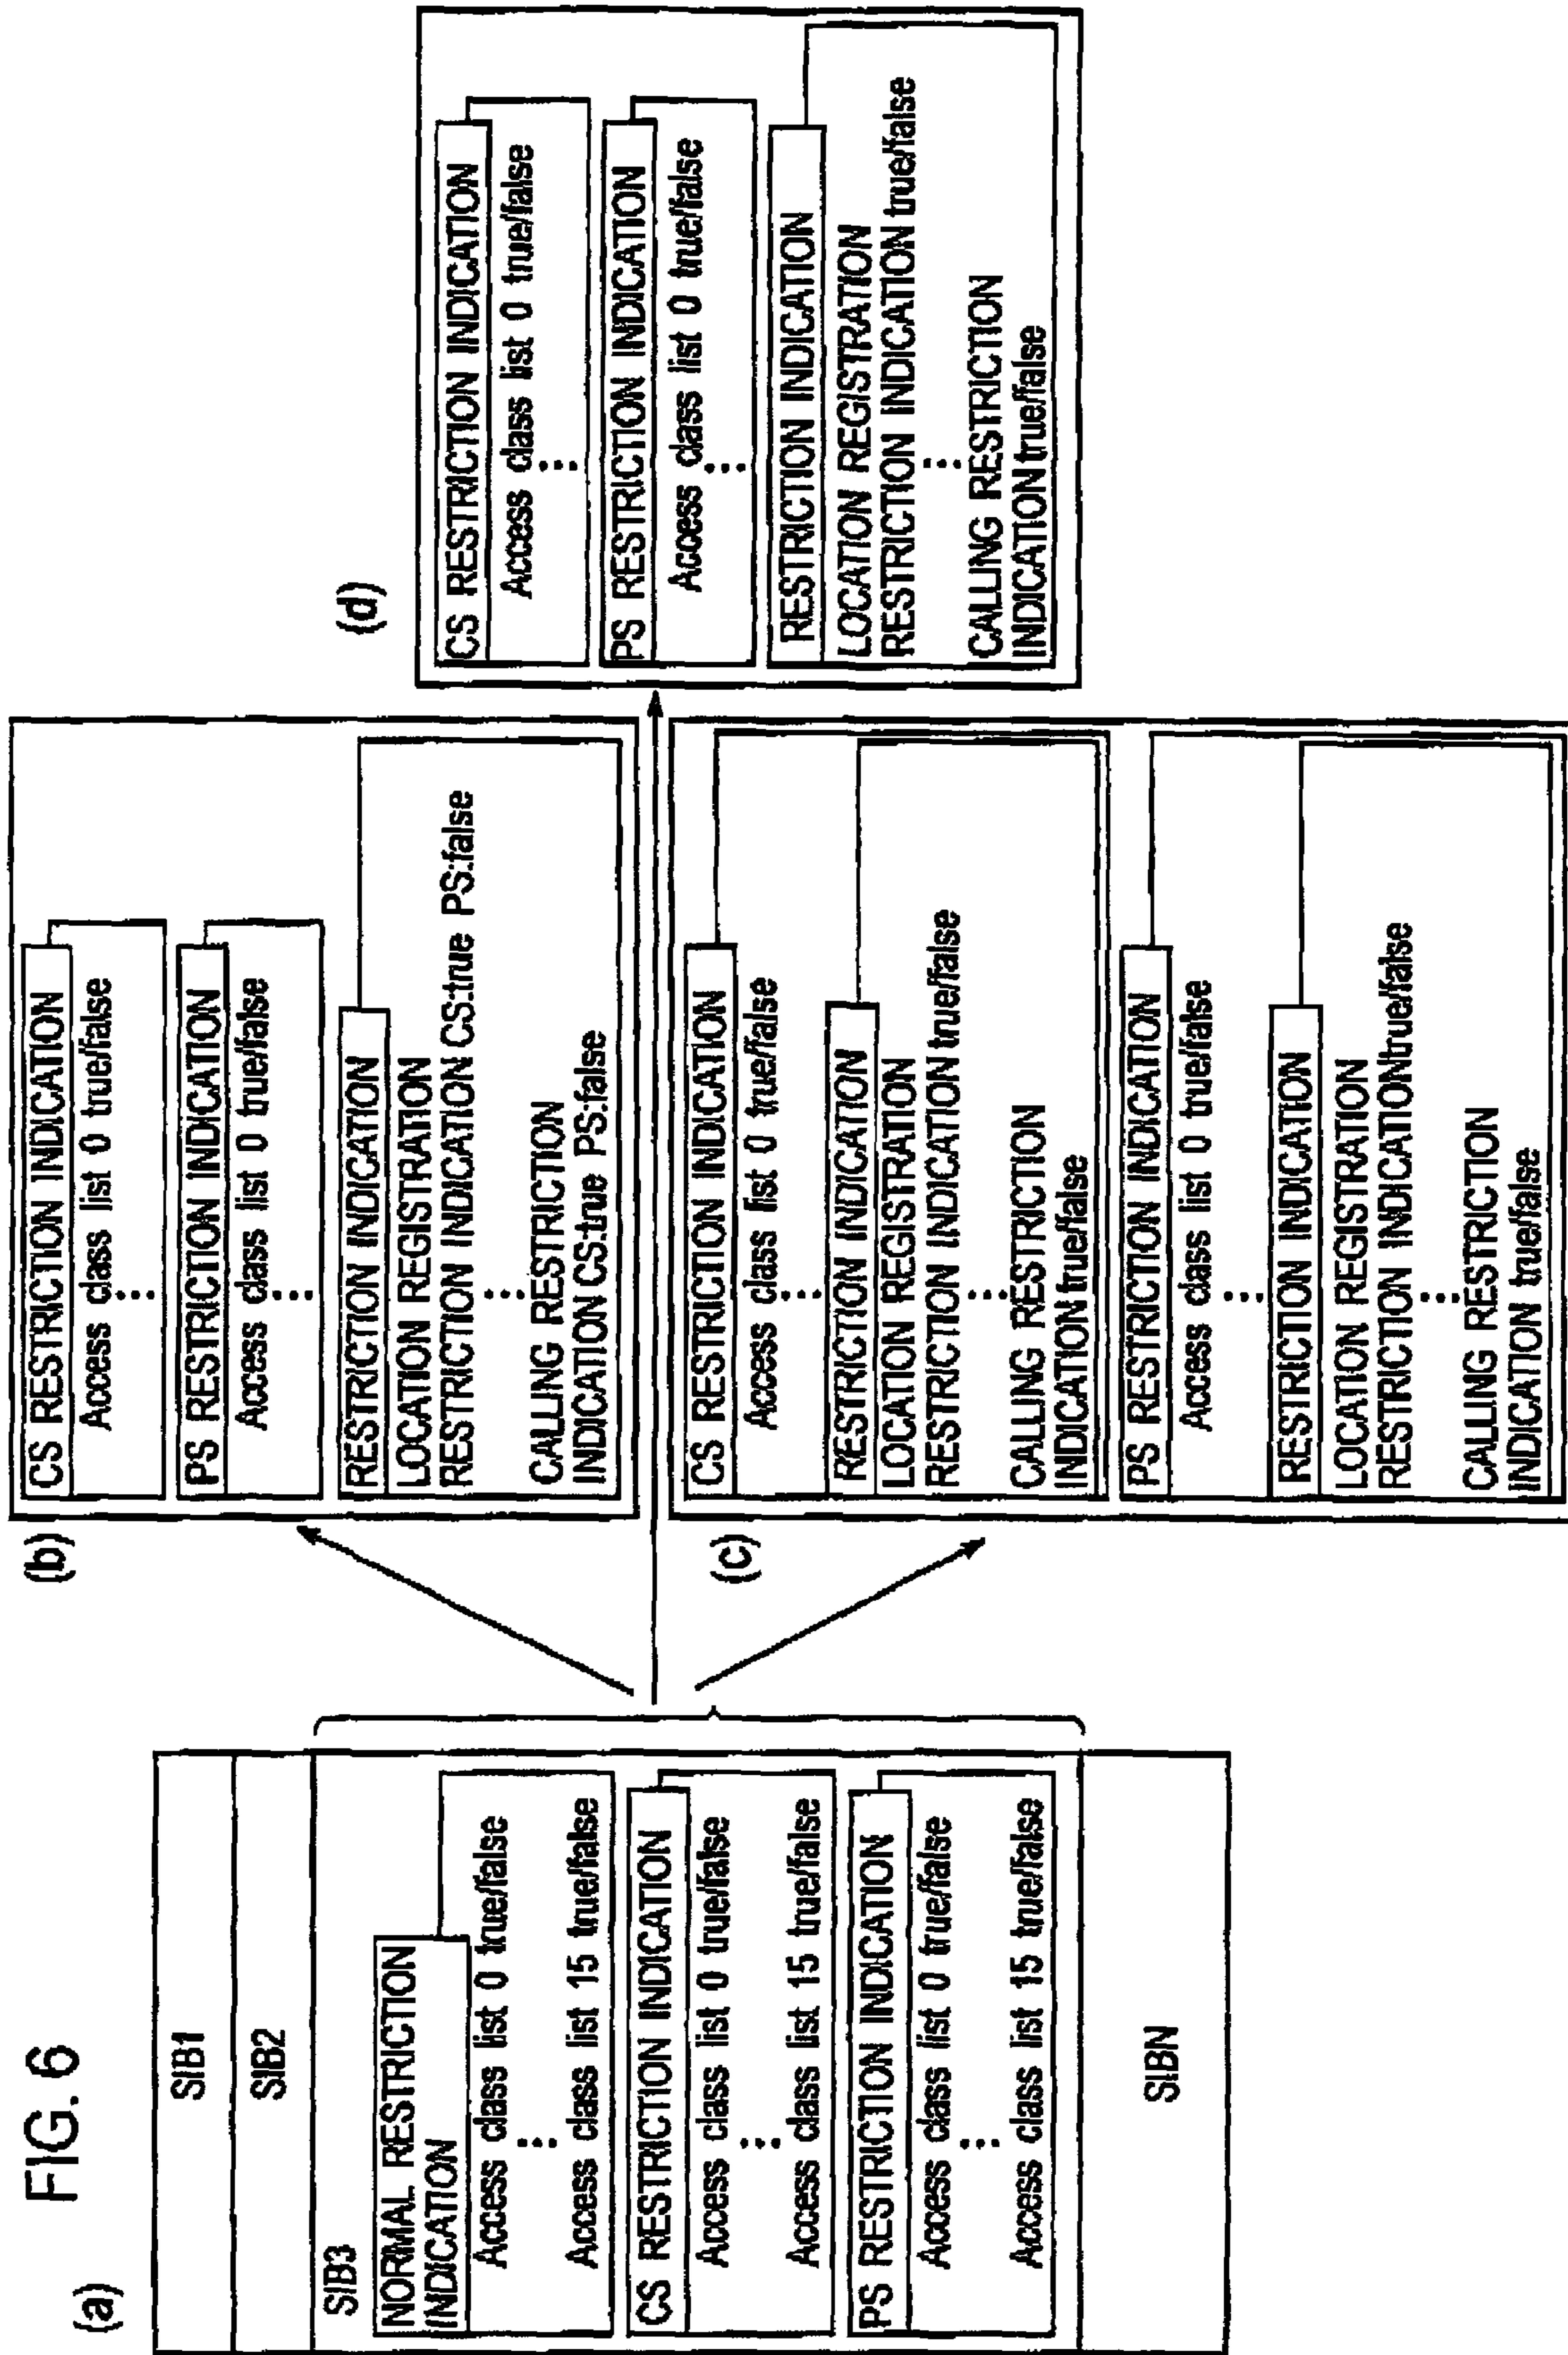 FIG. 6
(a)
SIB1
SIB2
SIB3
NORMAL RESTRICTION
INDICATION
Access class list 0 true/false
...
Access class list 15 true/false
CS RESTRICTION INDICATION
Access class list 0 true/false
...
Access class list 15 true/false
PS RESTRICTION INDICATION
Access class list 0 true/false
...
Access class list 15 true/false
SIBN
(b)
CS RESTRICTION INDICATION
Access class list 0 true/false
...
PS RESTRICTION INDICATION
Access class list 0 true/false
...
RESTRICTION INDICATION
LOCATION REGISTRATION
RESTRICTION INDICATION CS:true PS:false
...
CALLING RESTRICTION
INDICATION CS:true PS:false
(c)
CS RESTRICTION INDICATION
Access class list 0 true/false
...
RESTRICTION INDICATION
LOCATION REGISTRATION
RESTRICTION INDICATION true/false
...
CALLING RESTRICTION
INDICATION true/false
PS RESTRICTION INDICATION
Access class list 0 true/false
...
RESTRICTION INDICATION
LOCATION REGISTRATION
RESTRICTION INDICATION true/false
...
CALLING RESTRICTION
INDICATION true/false
(d)
CS RESTRICTION INDICATION
Access class list 0 true/false
...
PS RESTRICTION INDICATION
Access class list 0 true/false
...
RESTRICTION INDICATION
LOCATION REGISTRATION
RESTRICTION INDICATION true/false
...
CALLING RESTRICTION
INDICATION true/false